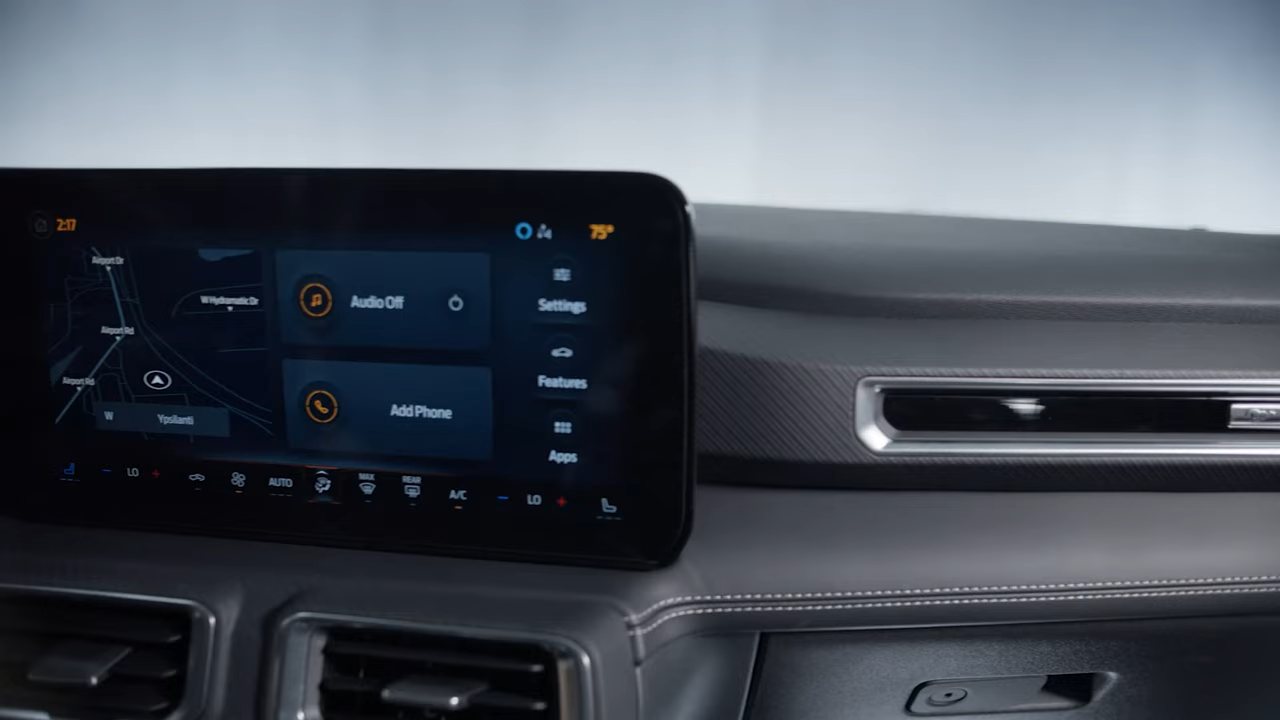 2:17
75°
Airport Dr
W Hydramatic Dr
Airport Rd
Airport Rd
W Ypsilanti
Audio Off
Add Phone
Settings
Features
Apps
LO
AUTO
MAX
REAR
A/C
LO